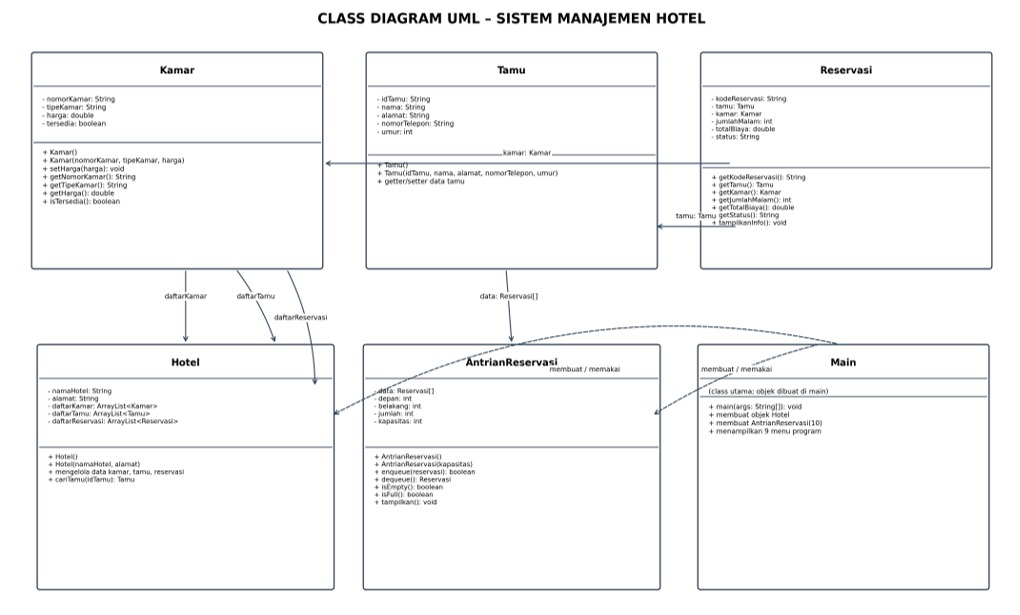 CLASS DIAGRAM UML – SISTEM MANAJEMEN HOTEL
Kamar
- nomorKamar: String
- tipeKamar: String
- harga: double
- tersedia: boolean
+ Kamar()
+ Kamar(nomorKamar, tipeKamar, harga)
+ setHarga(harga): void
+ getNomorKamar(): String
+ getTipeKamar(): String
+ getHarga(): double
+ isTersedia(): boolean
Tamu
- idTamu: String
- nama: String
- alamat: String
- nomorTelepon: String
- umur: int
kamar: Kamar
+ Tamu()
+ Tamu(idTamu, nama, alamat, nomorTelepon, umur)
+ getter/setter data tamu
Reservasi
- kodeReservasi: String
- tamu: Tamu
- kamar: Kamar
- jumlahMalam: int
- totalBiaya: double
- status: String
+ getKodeReservasi(): String
+ getTamu(): Tamu
+ getKamar(): Kamar
+ getJumlahMalam(): int
+ getTotalBiaya(): double
tamu: Tamu
+ getStatus(): String
+ tampilkanInfo(): void
daftarKamar
daftarTamu
daftarReservasi
data: Reservasi[]
Hotel
- namaHotel: String
- alamat: String
- daftarKamar: ArrayList<Kamar>
- daftarTamu: ArrayList<Tamu>
- daftarReservasi: ArrayList<Reservasi>
+ Hotel()
+ Hotel(namaHotel, alamat)
+ mengelola data kamar, tamu, reservasi
+ cariTamu(idTamu): Tamu
AntrianReservasi
membuat / memakai
- data: Reservasi[]
- depan: int
- belakang: int
- jumlah: int
- kapasitas: int
+ AntrianReservasi()
+ AntrianReservasi(kapasitas)
+ enqueue(reservasi): boolean
+ dequeue(): Reservasi
+ isEmpty(): boolean
+ isFull(): boolean
+ tampilkan(): void
Main
membuat / memakai
(class utama: objek dibuat di main)
+ main(args: String[]): void
+ membuat objek Hotel
+ membuat AntrianReservasi(10)
+ menampilkan 9 menu program